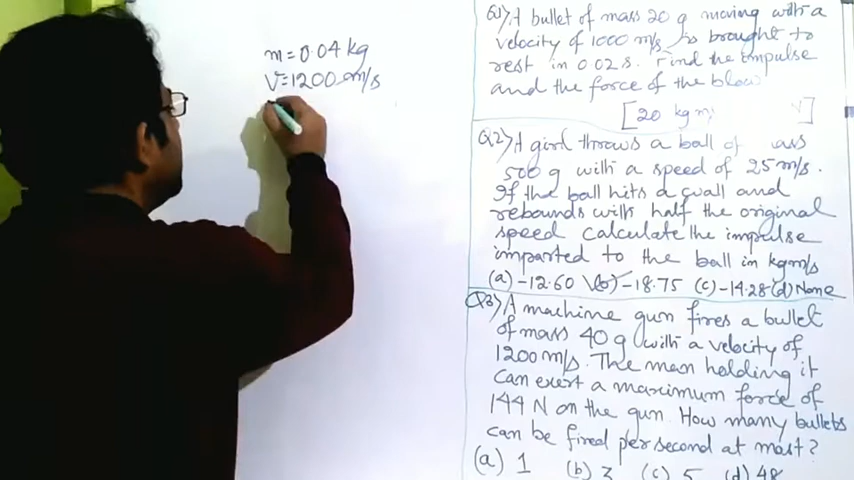 m = 0.04 kg
V = 1200 m/s
Q1) A bullet of mass 20 g moving with a
velocity of 1000 m/s is brought to
rest in 0.02 s. Find the impulse
and the force of the blow
[20 kg m
Q2) A girl throws a ball of ass
500 g with a speed of 25 m/s.
If the ball hits a wall and
rebounds with half the original
speed calculate the impulse
imparted to the ball in kgm/s
(a) -12.60 (b) -18.75 (c) -14.28 (d) None
Q3) A machine gun fires a bullet
of mass 40 g with a velocity of
1200 m/s. The man holding it
can exert a maximum force of
144 N on the gun How many bullets
can be fired per second at most?
(a) 1 (b) 3 (c) 5 (d) 48